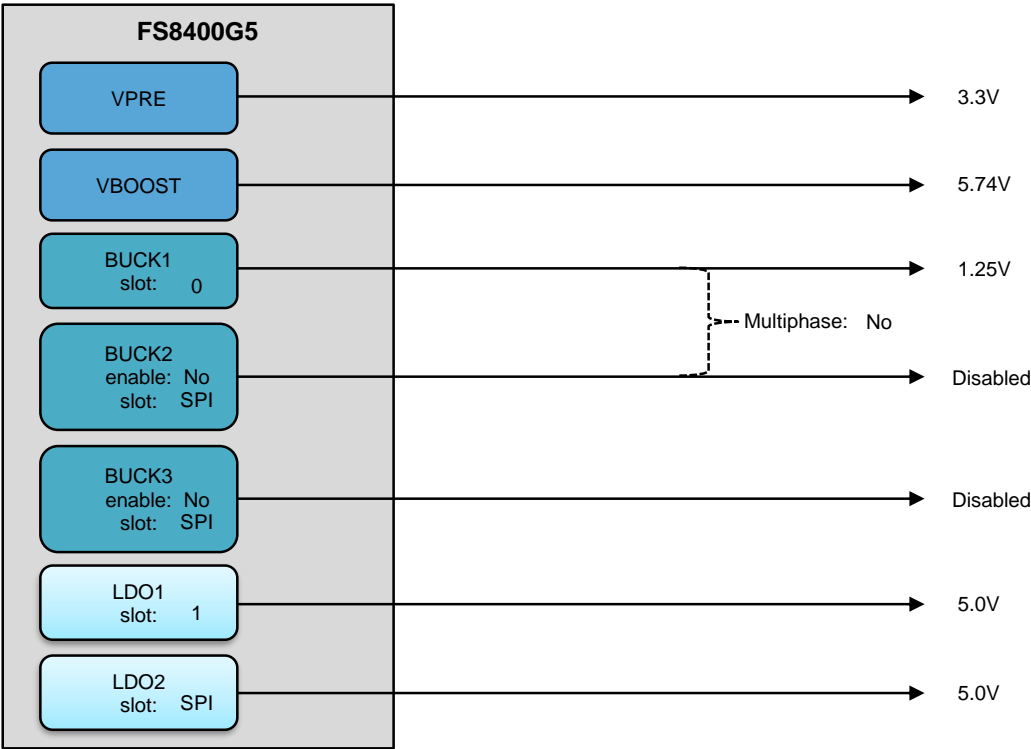 FS8400G5
VPRE
3.3V
VBOOST
5.74V
BUCK1
slot: 0
1.25V
Multiphase: No
BUCK2
enable: No
slot: SPI
Disabled
BUCK3
enable: No
slot: SPI
Disabled
LDO1
slot: 1
5.0V
LDO2
slot: SPI
5.0V